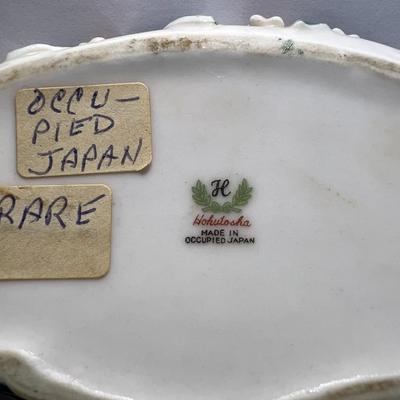 OCCU-
PIED
JAPAN
RARE
H
Hokutosha
MADE IN
OCCUPIED JAPAN